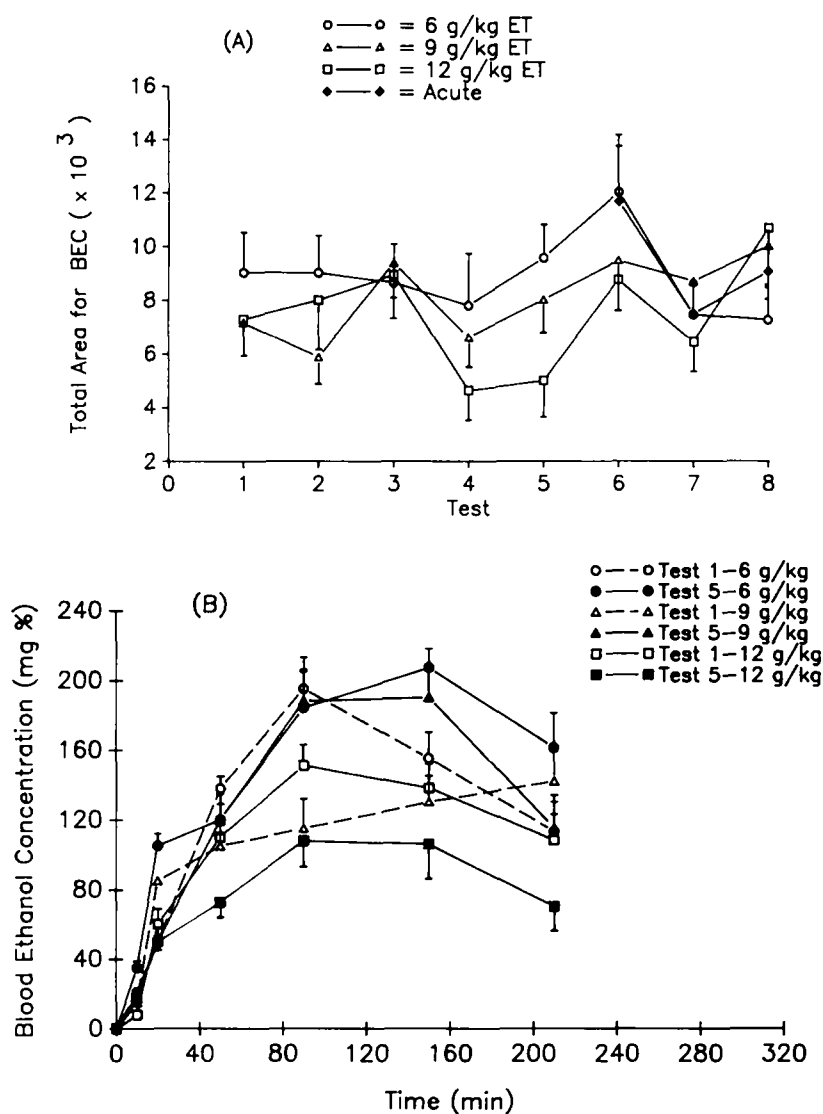 (A)
= 6 g/kg ET
= 9 g/kg ET
= 12 g/kg ET
= Acute
16
14
12
10
8
6
4
2
Total Area for BEC ( x 10 3 )
0 1 2 3 4 5 6 7 8
Test
(B)
Test 1-6 g/kg
Test 5-6 g/kg
Test 1-9 g/kg
Test 5-9 g/kg
Test 1-12 g/kg
Test 5-12 g/kg
240
200
160
120
80
40
0
Blood Ethanol Concentration (mg %)
0 40 80 120 160 200 240 280 320
Time (min)